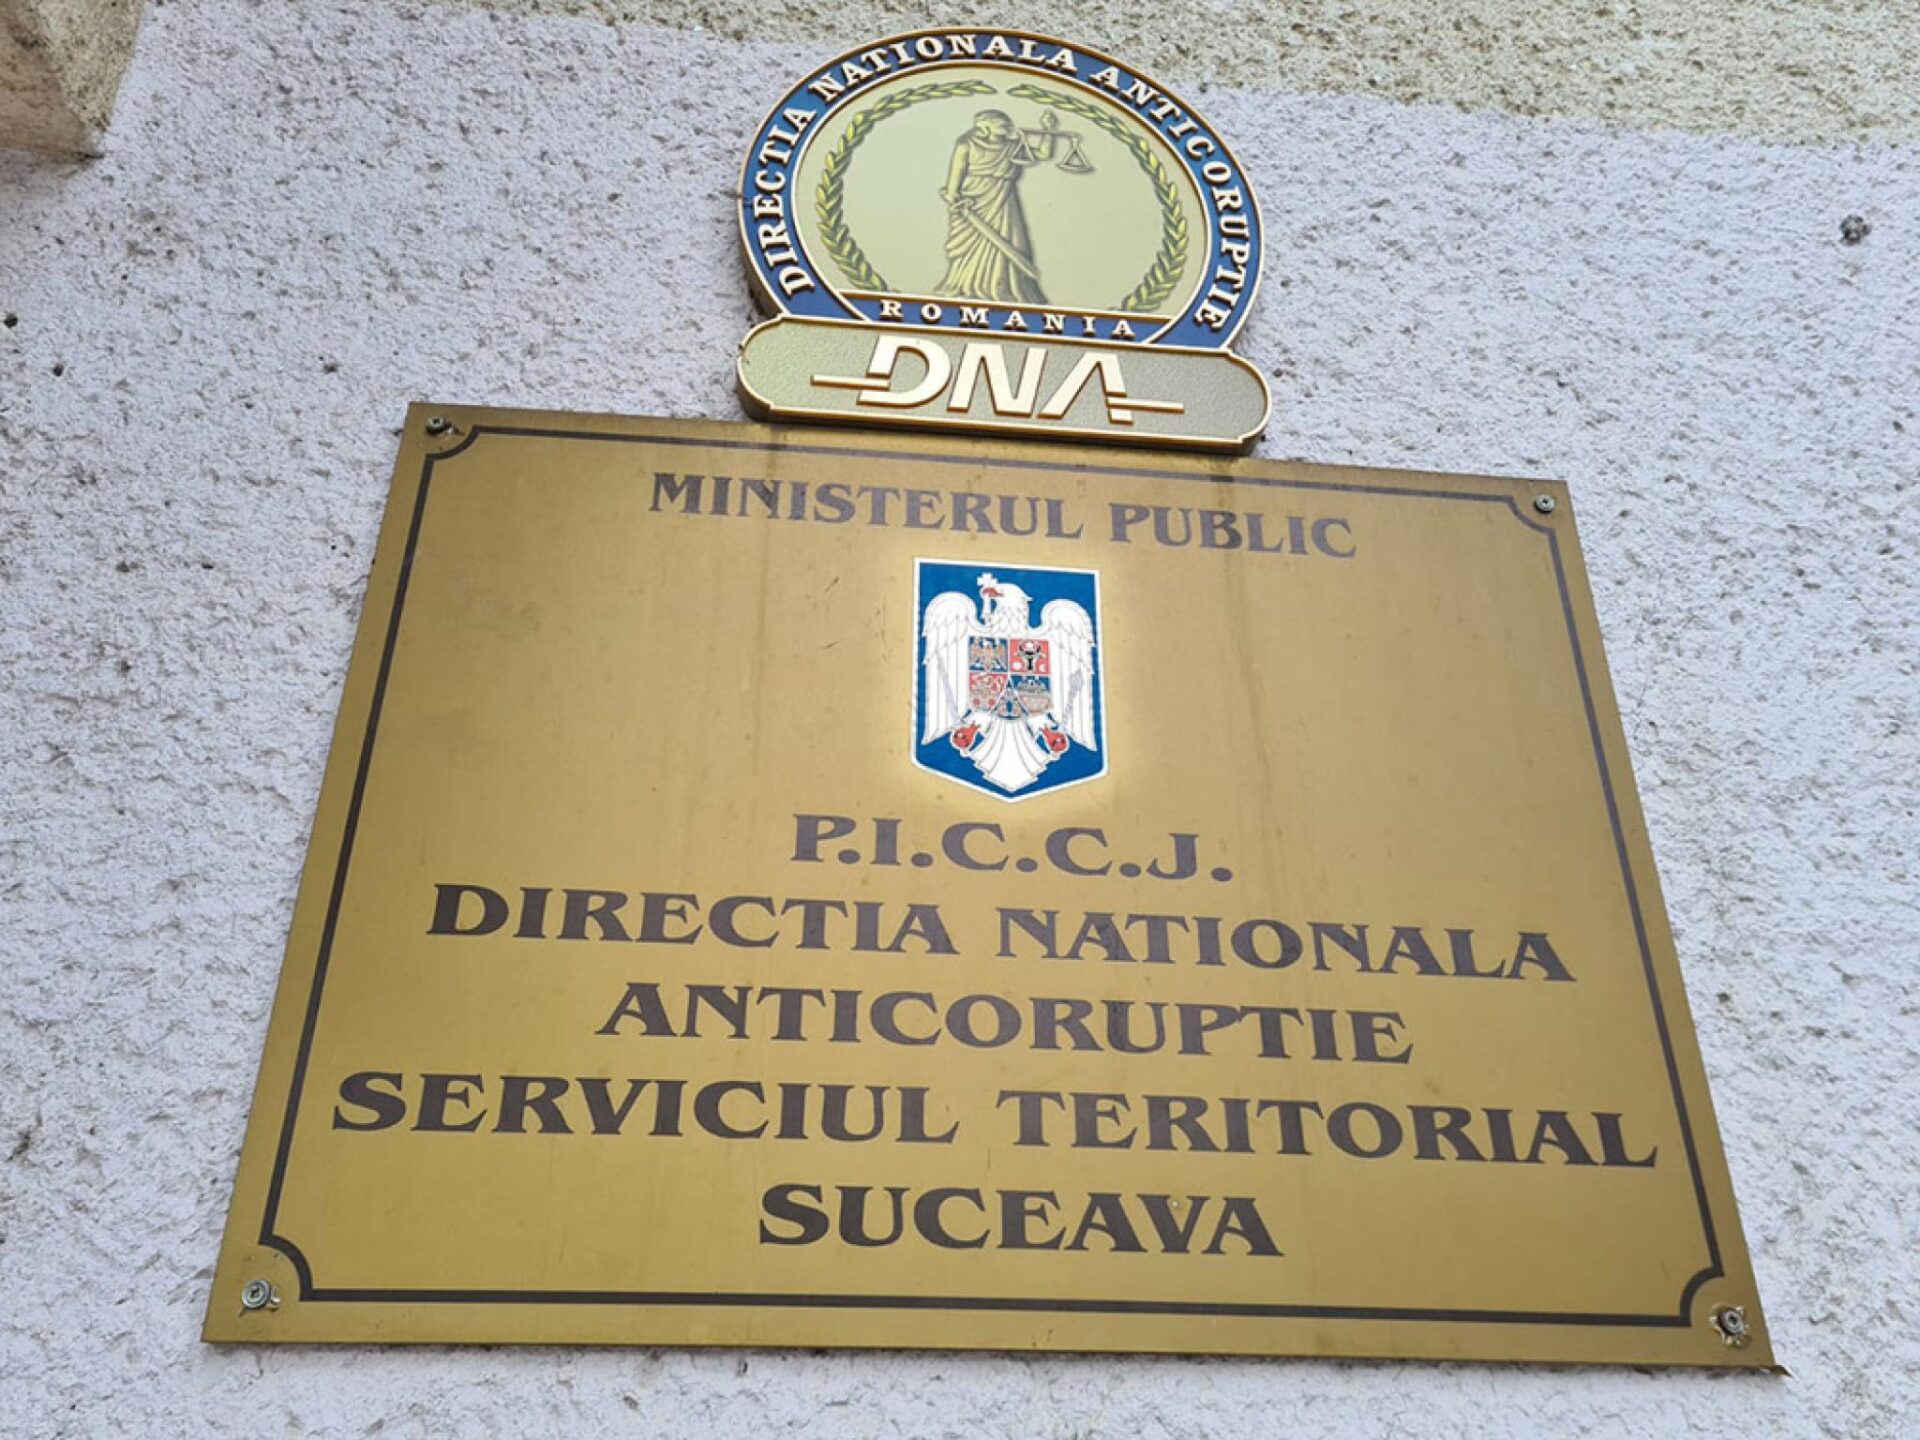 DIRECTIA NATIONALA ANTICORUPTIE
ROMANIA
DNA
MINISTERUL PUBLIC
P.I.C.C.J.
DIRECTIA NATIONALA
ANTICORUPTIE
SERVICIUL TERITORIAL
SUCEAVA